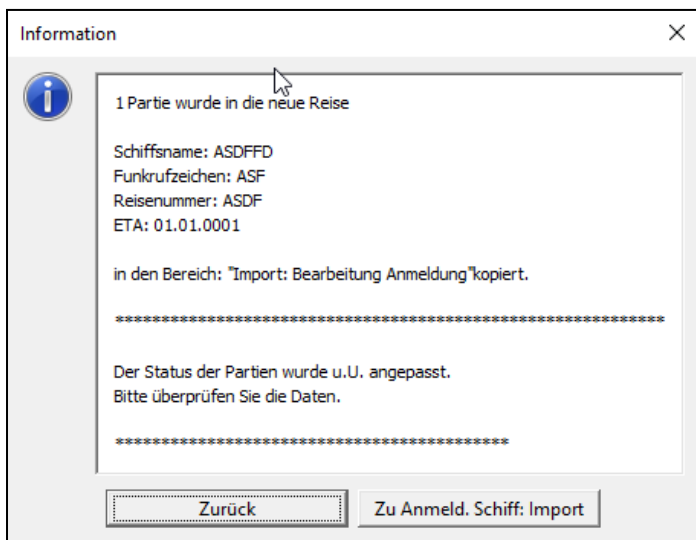 Information
1 Partie wurde in die neue Reise
Schiffsname: ASDFFD
Funkrufzeichen: ASF
Reisenummer: ASDF
ETA: 01.01.0001
in den Bereich: "Import: Bearbeitung Anmeldung"kopiert.
************************************************************
Der Status der Partien wurde u.U. angepasst.
Bitte überprüfen Sie die Daten.
*******************************************
Zurück
Zu Anmeld. Schiff: Import